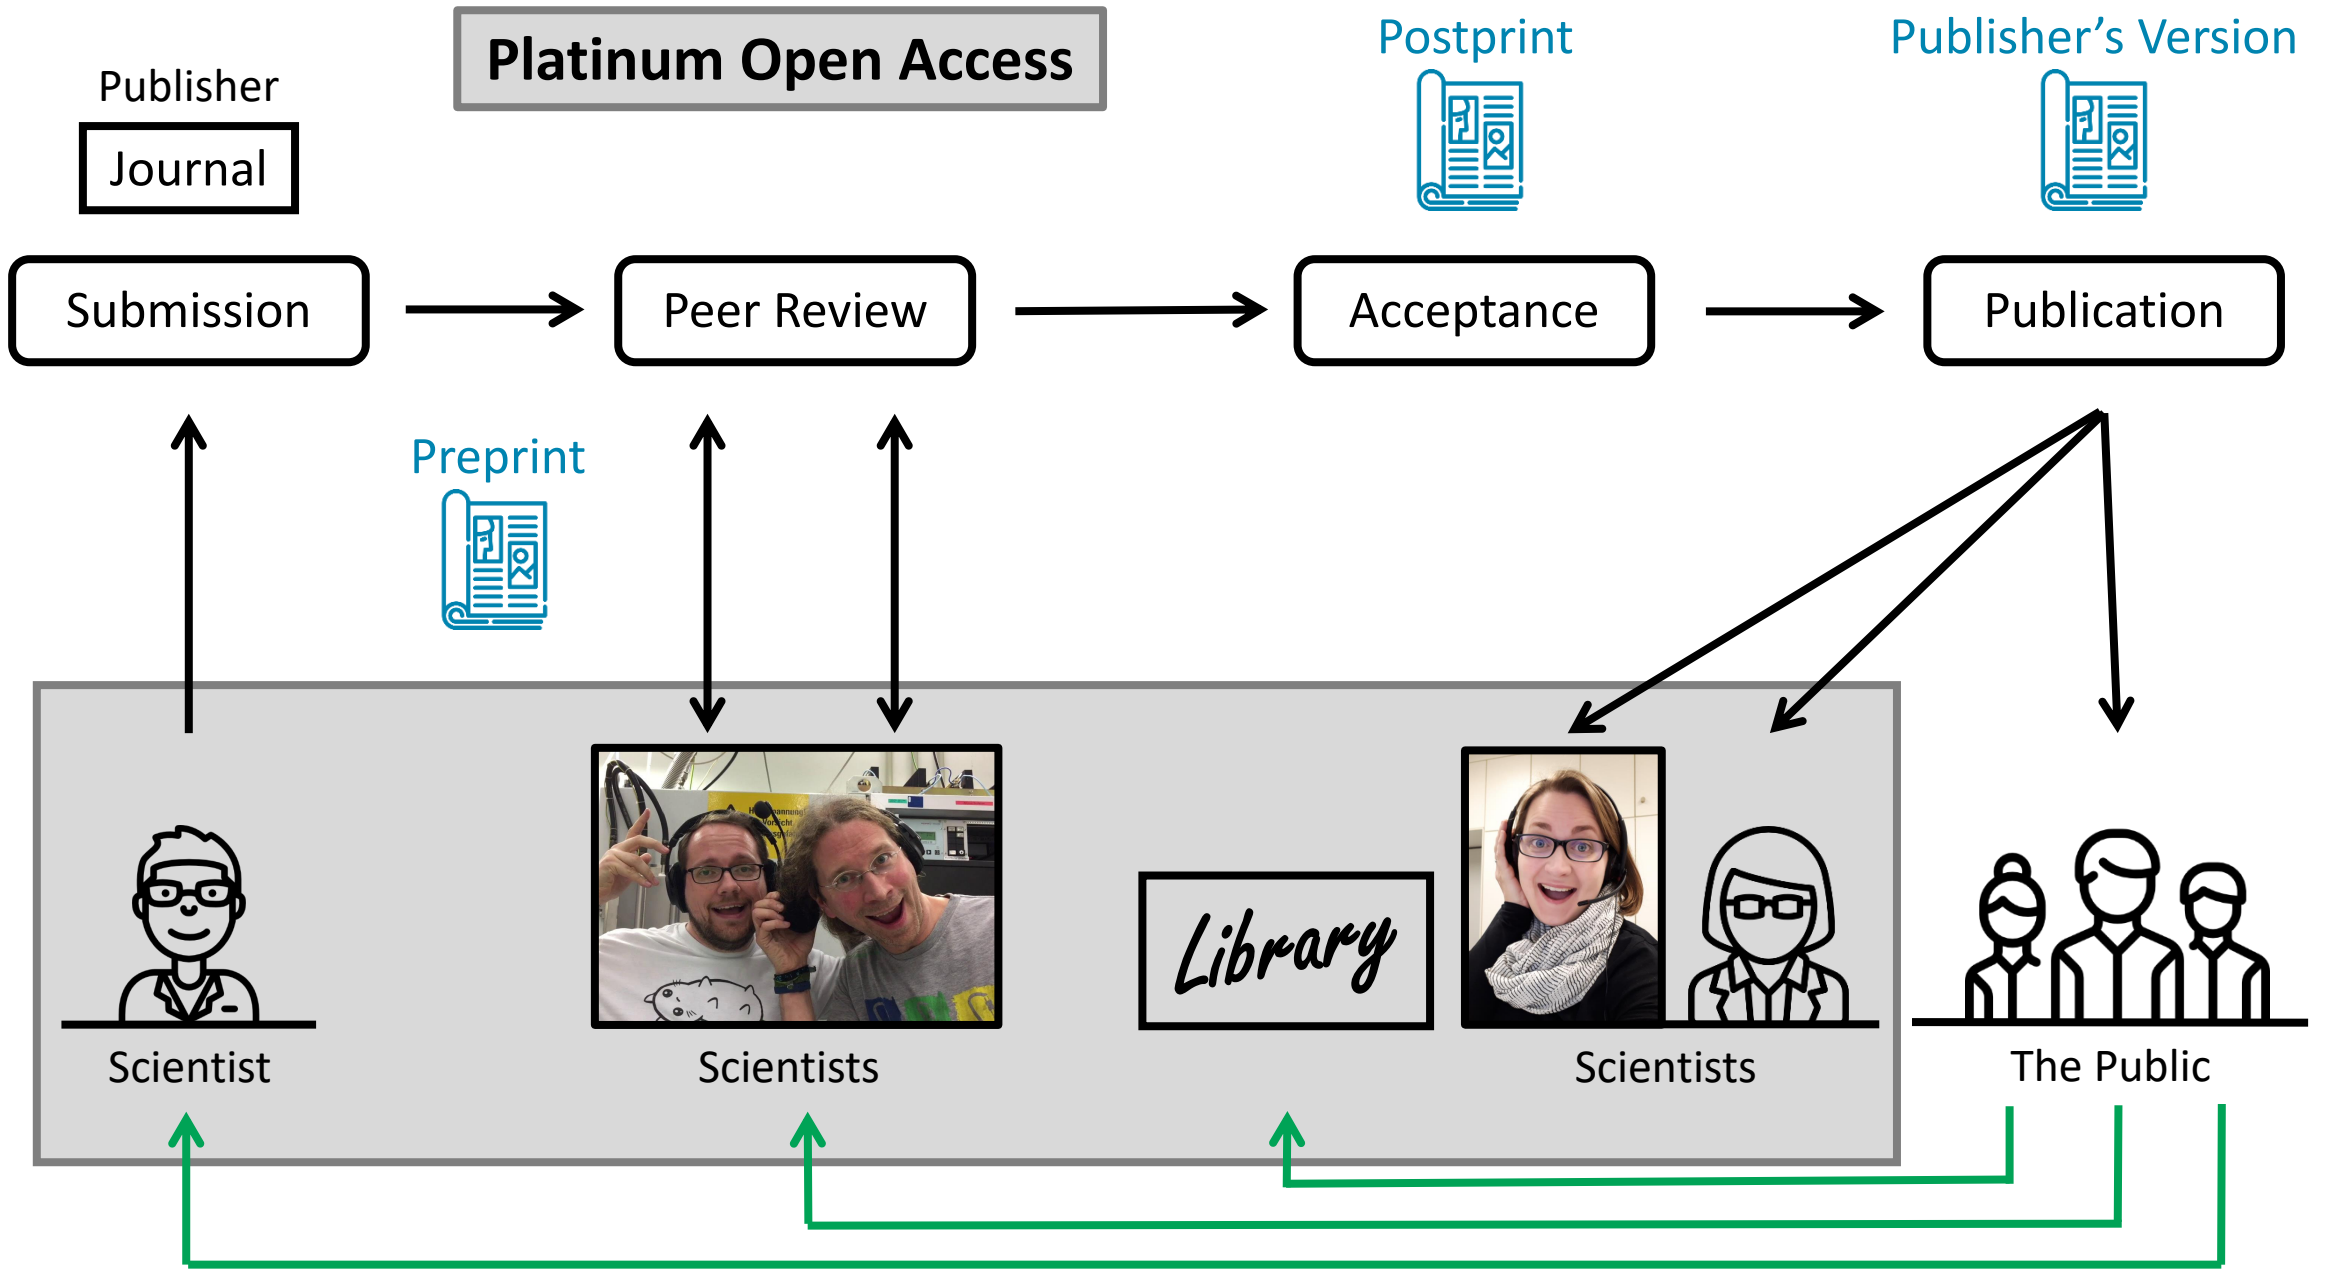 Platinum Open Access
Postprint
Publisher's Version
Publisher
Journal
Submission
Peer Review
Acceptance
Publication
Preprint
Library
Scientist
Scientists
Scientists
The Public